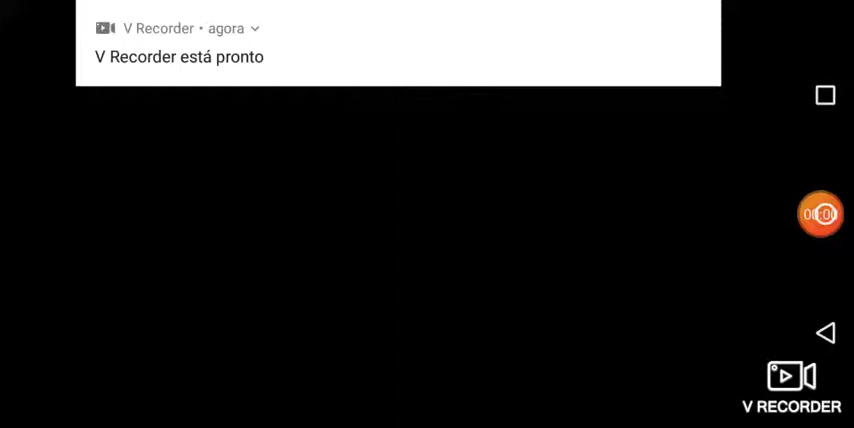 V Recorder • agora
V Recorder está pronto
00:00
V RECORDER